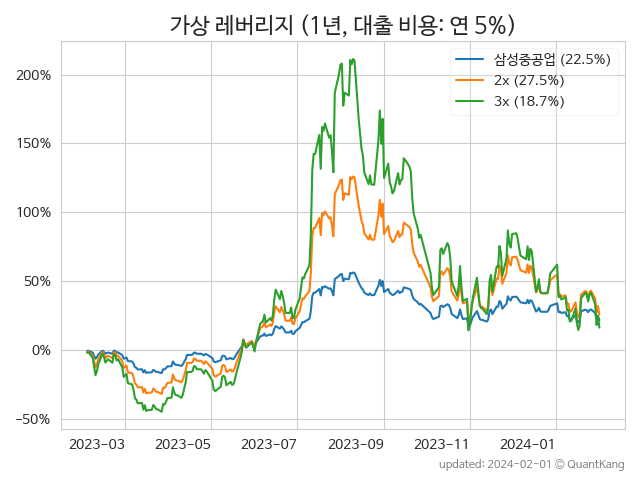 가상 레버리지 (1년, 대출 비용: 연 5%)
삼성중공업 (22.5%)
2x (27.5%)
3x (18.7%)
200%
150%
100%
50%
0%
−50%
2023-03 2023-05 2023-07 2023-09 2023-11 2024-01
updated: 2024-02-01 © QuantKang